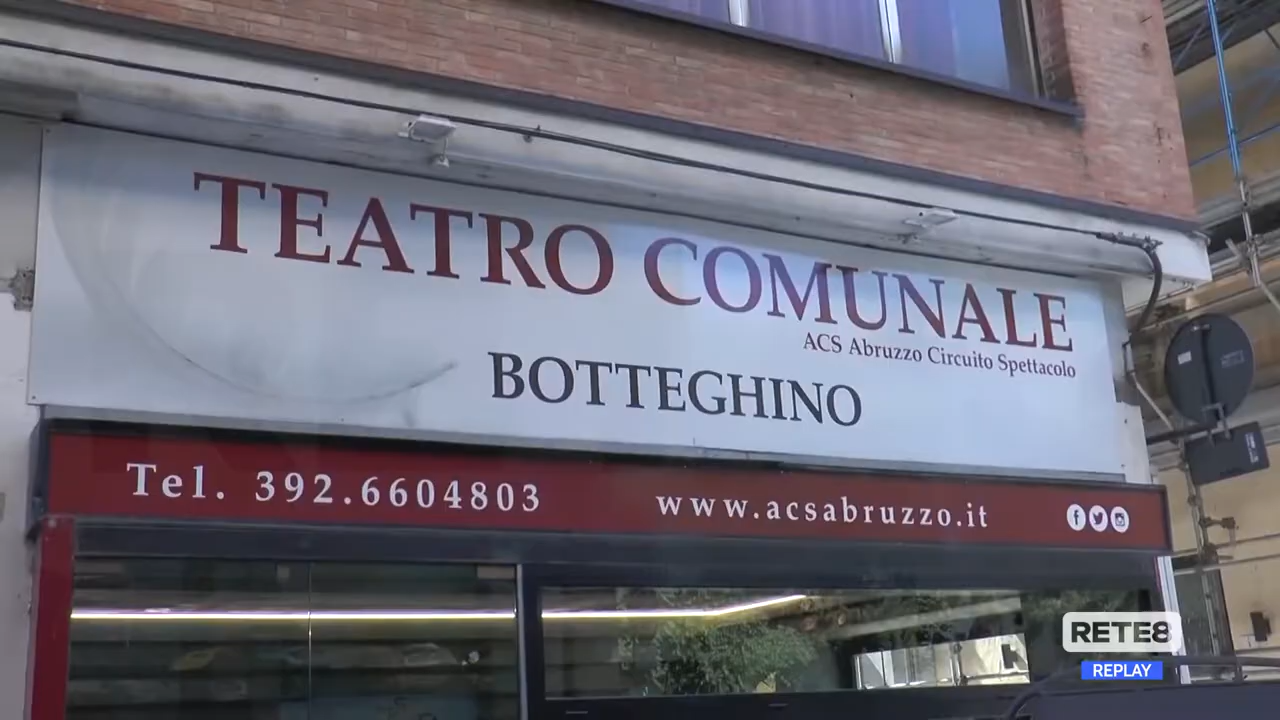 TEATRO COMUNALE
ACS Abruzzo Circuito Spettacolo
BOTTEGHINO
Tel. 392.6604803
www.acsabruzzo.it
RETE8
REPLAY